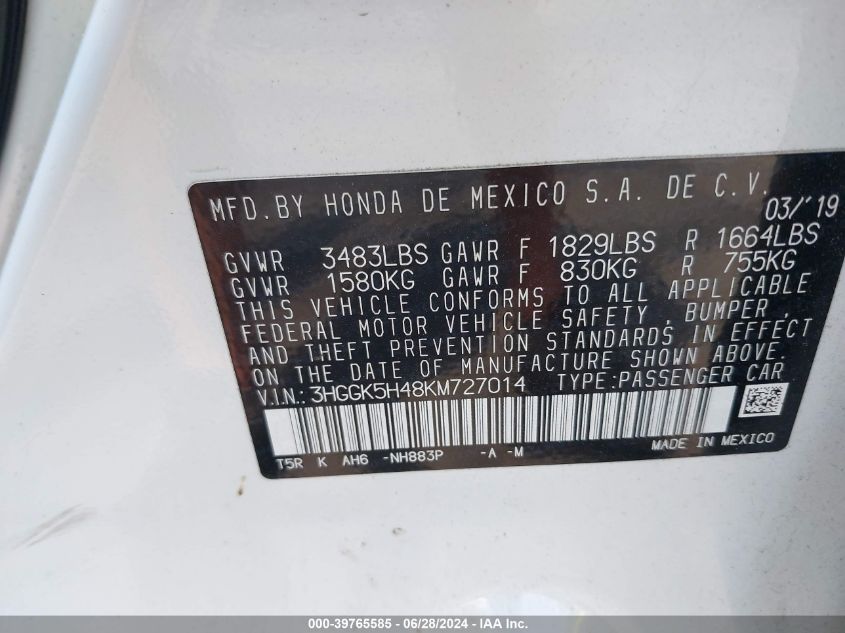 MFD.BY HONDA DE MEXICO S.A. DE C.V.
03/'19
GVWR 3483LBS GAWR F 1829LBS R 1664LBS
GVWR 1580KG GAWR F 830KG R 755KG
THIS VEHICLE CONFORMS TO ALL APPLICABLE
FEDERAL MOTOR VEHICLE SAFETY, BUMPER,
AND THEFT PREVENTION STANDARDS IN EFFECT
ON THE DATE OF MANUFACTURE SHOWN ABOVE.
V.I.N.: 3HGGK5H48KM727014 TYPE:PASSENGER CAR
T5R K AH6 -NH883P -A -M MADE IN MEXICO
000-39765585 - 06/28/2024 - IAA Inc.